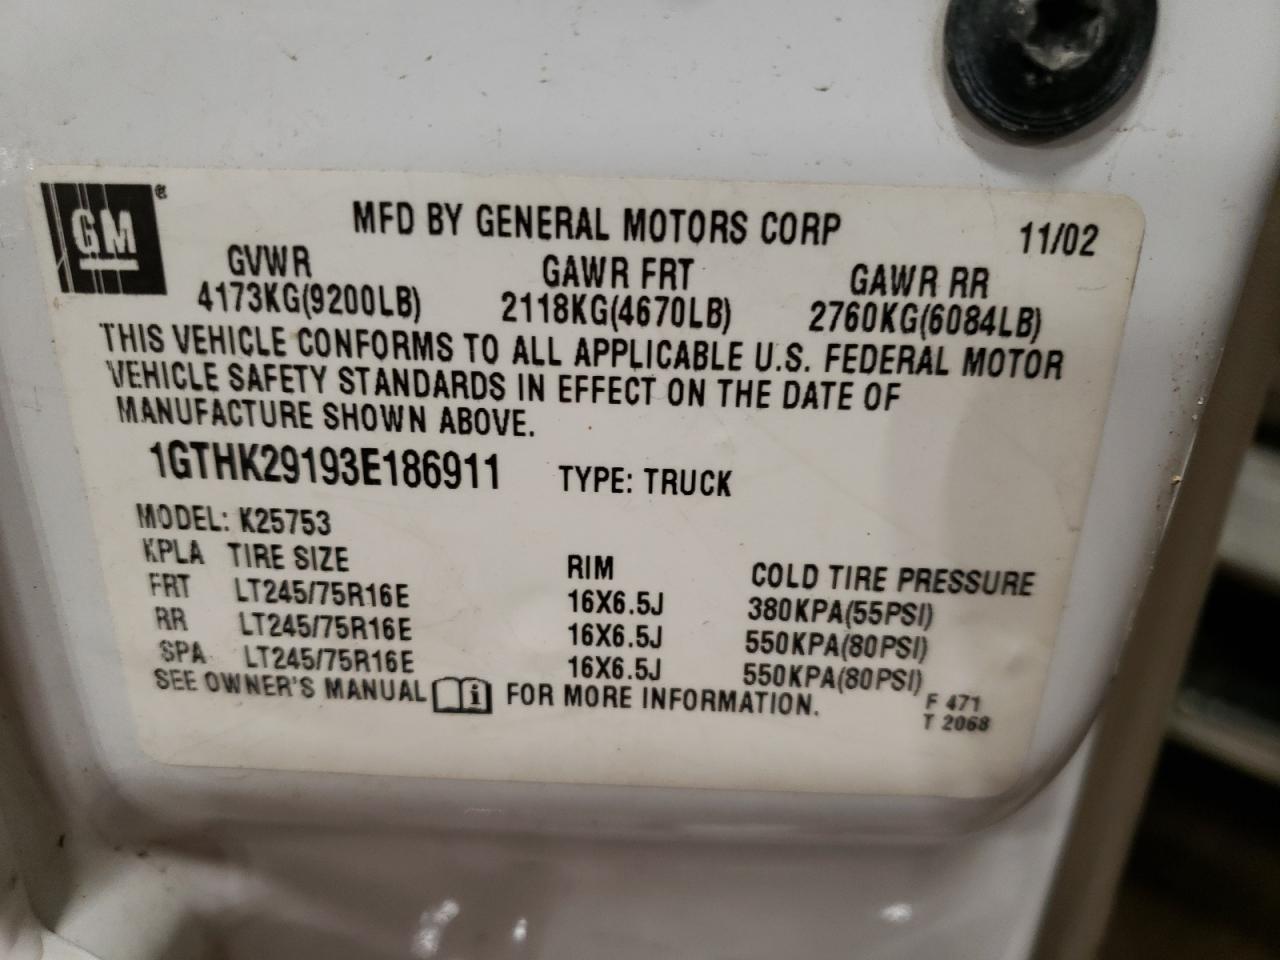 GM®
MFD BY GENERAL MOTORS CORP 11/02
GVWR GAWR FRT GAWR RR
4173KG(9200LB) 2118KG(4670LB) 2760KG(6084LB)
THIS VEHICLE CONFORMS TO ALL APPLICABLE U.S. FEDERAL MOTOR
VEHICLE SAFETY STANDARDS IN EFFECT ON THE DATE OF
MANUFACTURE SHOWN ABOVE.
1GTHK29193E186911 TYPE: TRUCK
MODEL: K25753
KPLA TIRE SIZE RIM COLD TIRE PRESSURE
FRT LT245/75R16E 16X6.5J 380KPA(55PSI)
RR LT245/75R16E 16X6.5J 550KPA(80PSI)
SPA LT245/75R16E 16X6.5J 550KPA(80PSI)
SEE OWNER'S MANUAL i FOR MORE INFORMATION.
F 471
T 2068